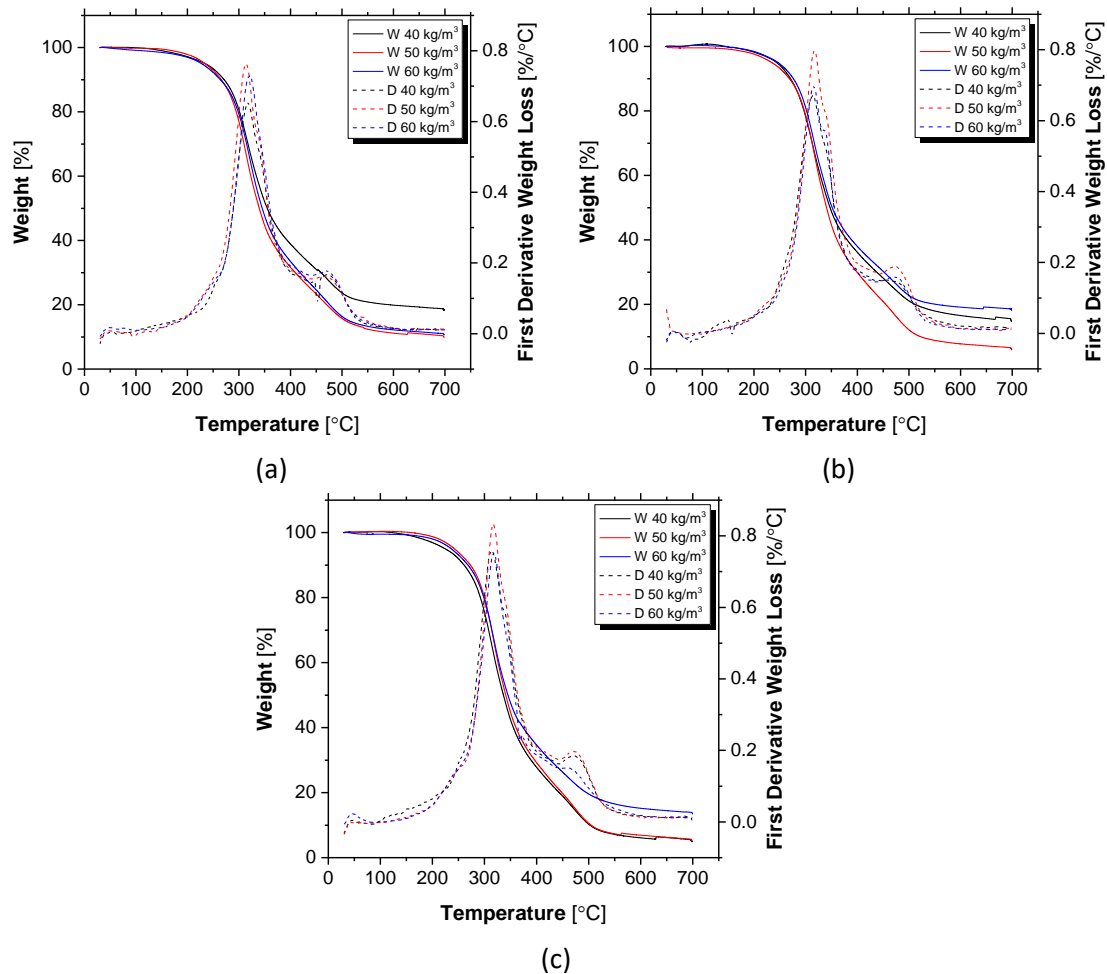 W 40 kg/m³
W 50 kg/m³
W 60 kg/m³
D 40 kg/m³
D 50 kg/m³
D 60 kg/m³
100
80
60
40
20
0
0.8
0.6
0.4
0.2
0.0
0 100 200 300 400 500 600 700
Weight [%]
First Derivative Weight Loss [%/°C]
Temperature [°C]
(a)
W 40 kg/m³
W 50 kg/m³
W 60 kg/m³
D 40 kg/m³
D 50 kg/m³
D 60 kg/m³
100
80
60
40
20
0
0.8
0.6
0.4
0.2
0.0
0 100 200 300 400 500 600 700
Weight [%]
First Derivative Weight Loss [%/°C]
Temperature [°C]
(b)
W 40 kg/m³
W 50 kg/m³
W 60 kg/m³
D 40 kg/m³
D 50 kg/m³
D 60 kg/m³
100
80
60
40
20
0
0.8
0.6
0.4
0.2
0.0
0 100 200 300 400 500 600 700
Weight [%]
First Derivative Weight Loss [%/°C]
Temperature [°C]
(c)